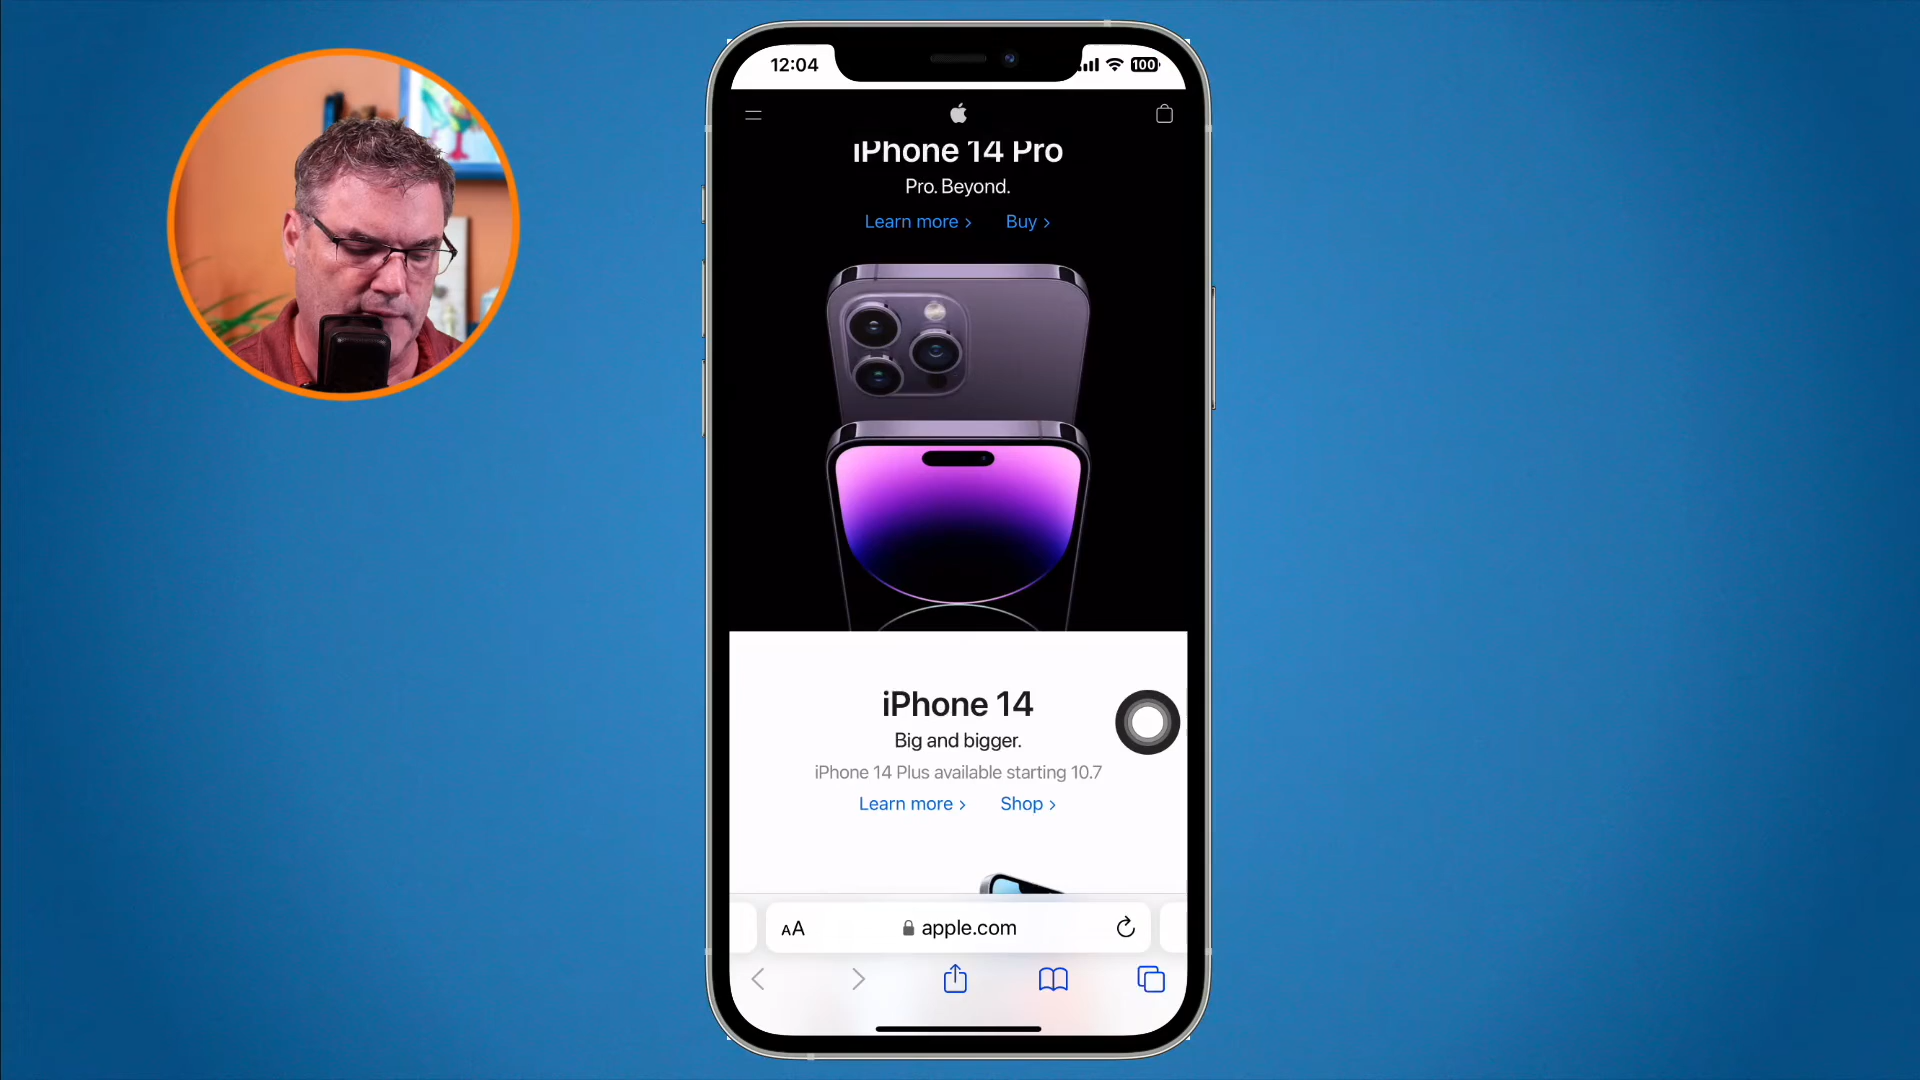 12:04
100
iPhone 14 Pro
Pro. Beyond.
Learn more >
Buy >
iPhone 14
Big and bigger.
iPhone 14 Plus available starting 10.7
Learn more >
Shop >
AA
apple.com